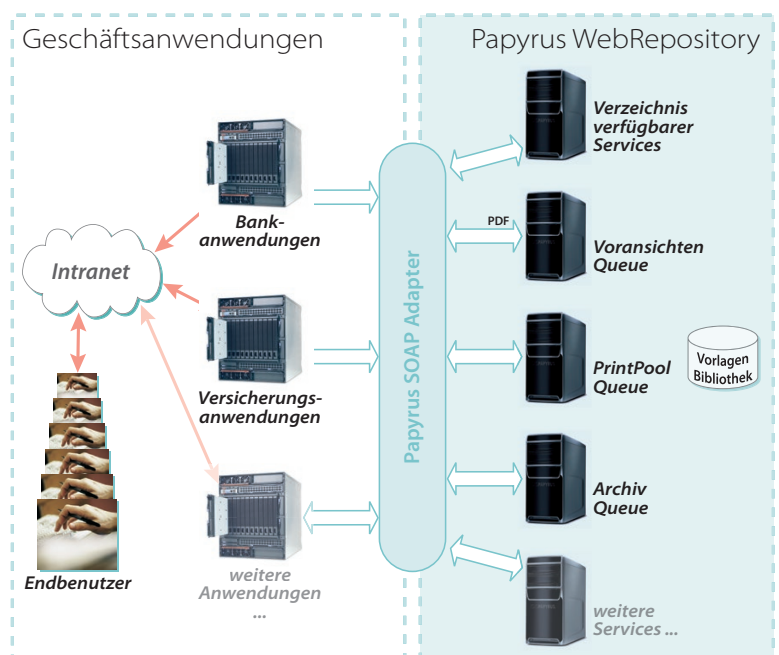 Geschäftsanwendungen
Papyrus WebRepository
Bank-
anwendungen
Intranet
Versicherungs-
anwendungen
Endbenutzer
weitere
Anwendungen
...
Papyrus SOAP Adapter
Verzeichnis
verfügbarer
Services
PDF
Voransichten
Queue
PrintPool
Queue
Vorlagen
Bibliothek
Archiv
Queue
weitere
Services ...